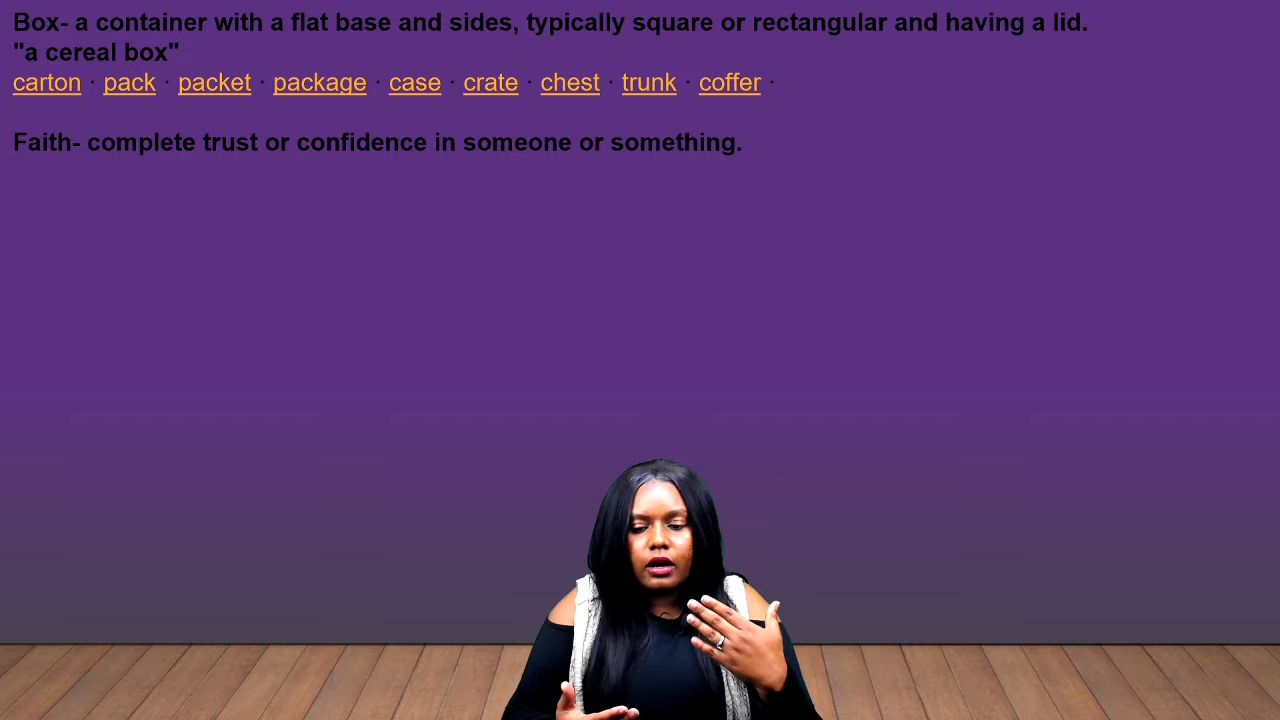 Box- a container with a flat base and sides, typically square or rectangular and having a lid.
"a cereal box"
carton · pack · packet · package · case · crate · chest · trunk · coffer ·
Faith- complete trust or confidence in someone or something.